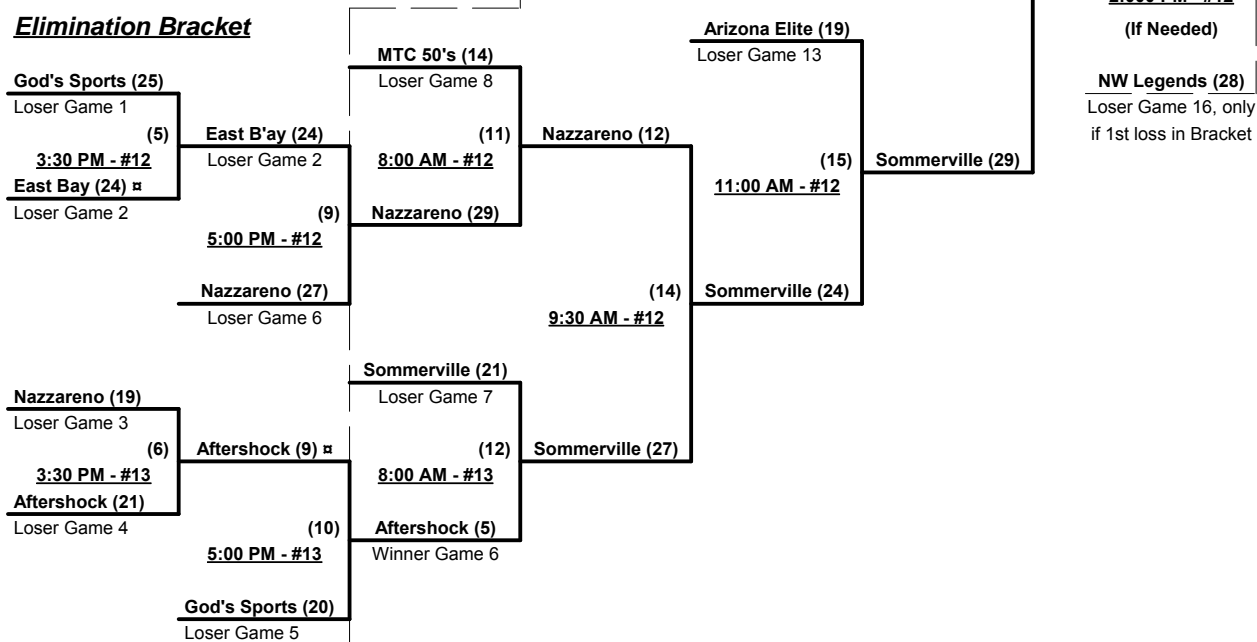 Elimination Bracket
God's Sports (25)
Loser Game 1
(5)
3:30 PM - #12
East Bay (24) ¤
Loser Game 2
East B'ay (24)
Loser Game 2
(9)
5:00 PM - #12
Nazzareno (27)
Loser Game 6
Nazzareno (19)
Loser Game 3
(6)
3:30 PM - #13
Aftershock (21)
Loser Game 4
Aftershock (9) ¤
(10)
5:00 PM - #13
God's Sports (20)
Loser Game 5
MTC 50's (14)
Loser Game 8
(11)
8:00 AM - #12
Nazzareno (29)
Sommerville (21)
Loser Game 7
(12)
8:00 AM - #13
Aftershock (5)
Winner Game 6
Nazzareno (12)
(14)
9:30 AM - #12
Sommerville (27)
Arizona Elite (19)
Loser Game 13
(15)
11:00 AM - #12
Sommerville (24)
Sommerville (29)
(If Needed)
NW Legends (28)
Loser Game 16, only
if 1st loss in Bracket